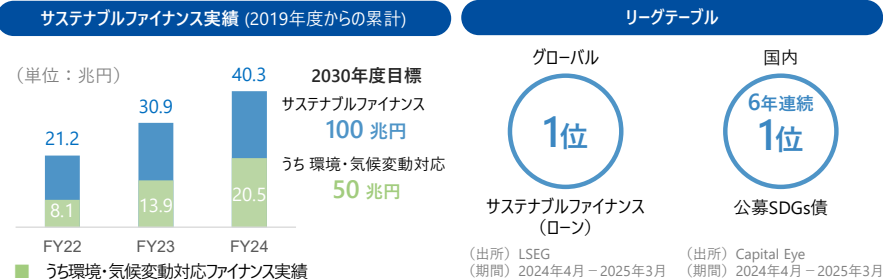 サステナブルファイナンス実績 (2019年度からの累計)
（単位：兆円）
21.2
30.9
40.3
8.1
13.9
20.5
FY22
FY23
FY24
うち環境・気候変動対応ファイナンス実績
2030年度目標
サステナブルファイナンス
100 兆円
うち 環境・気候変動対応
50 兆円
リーグテーブル
グローバル
1位
サステナブルファイナンス
（ローン）
（出所）LSEG
（期間）2024年4月－2025年3月
国内
6年連続
1位
公募SDGs債
（出所）Capital Eye
（期間）2024年4月－2025年3月